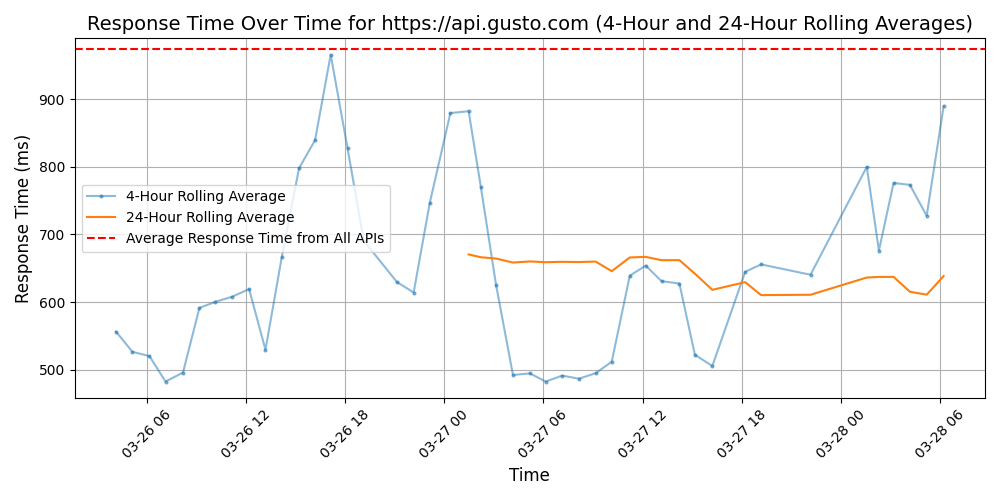 Response Time Over Time for https://api.gusto.com (4-Hour and 24-Hour Rolling Averages)
Response Time (ms)
900
800
700
600
500
4-Hour Rolling Average
24-Hour Rolling Average
Average Response Time from All APIs
03-26 06
03-26 12
03-26 18
03-27 00
03-27 06
03-27 12
03-27 18
03-28 00
03-28 06
Time